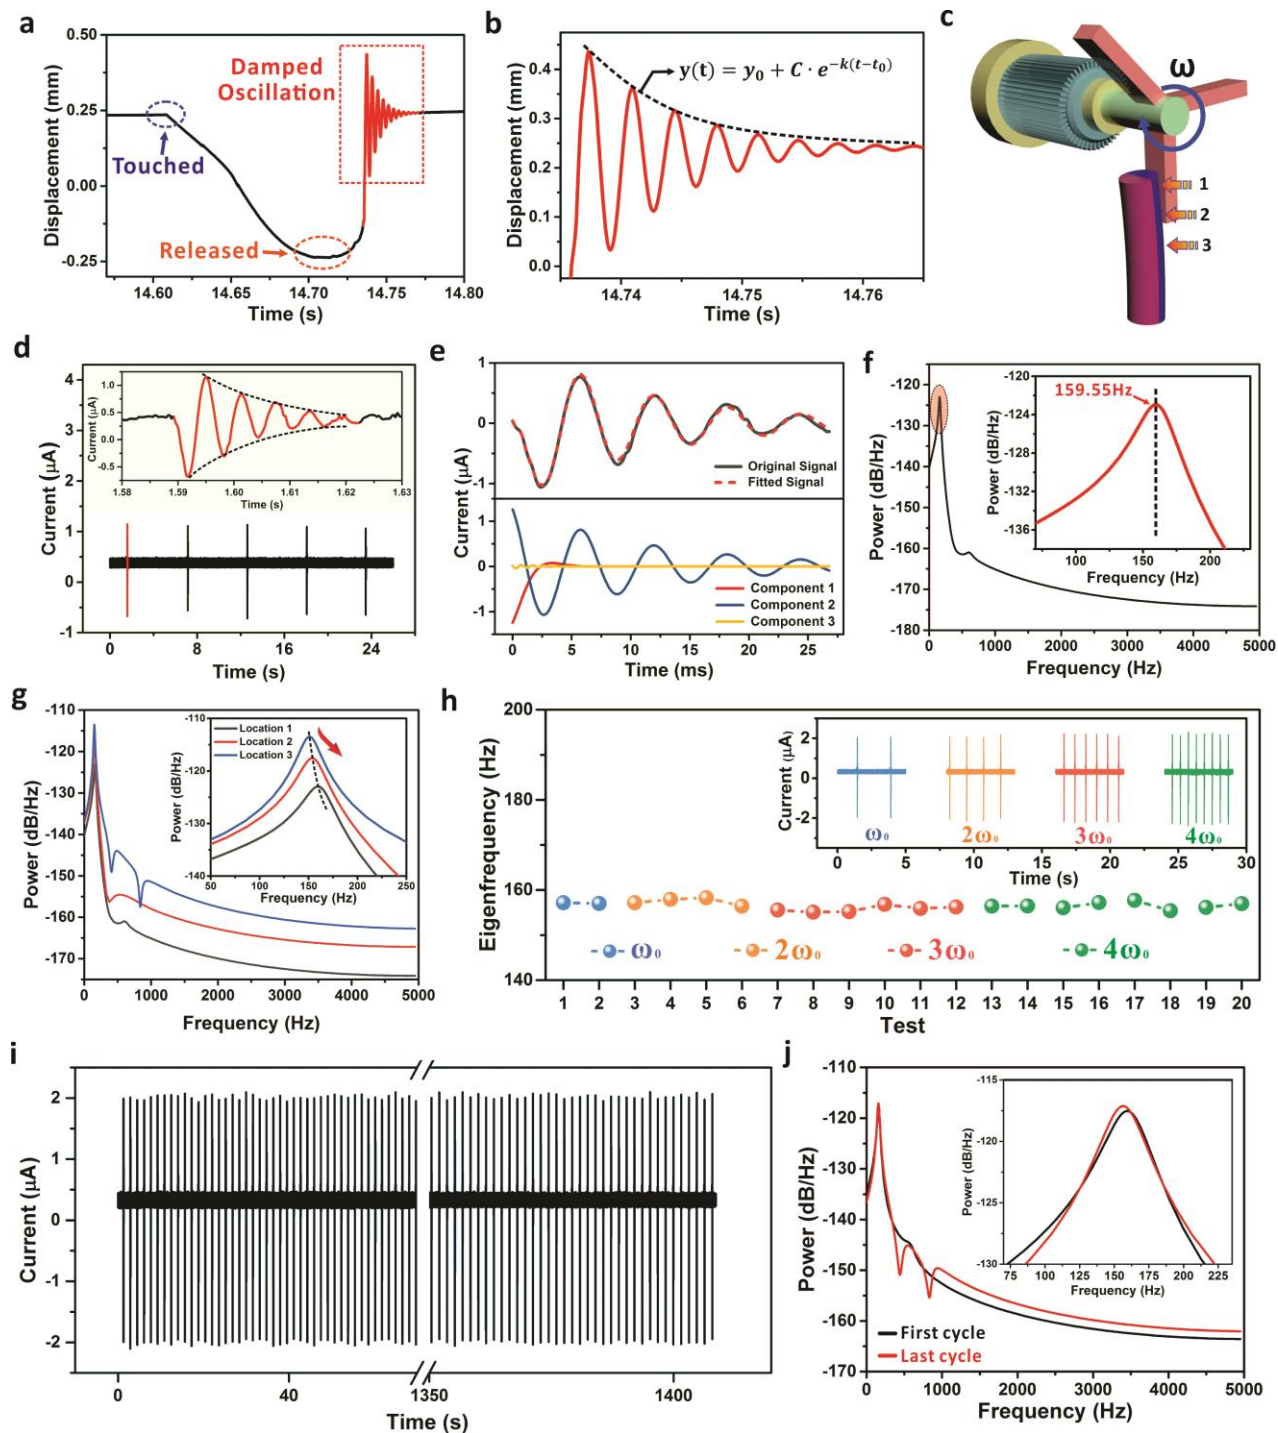 a
0.50
0.25
0.00
-0.25
Displacement (mm)
Damped
Oscillation
Touched
Released
14.60
14.65
14.70
14.75
14.80
Time (s)
b
0.4
0.3
0.2
0.1
0.0
Displacement (mm)
y(t) = y₀ + C · e^{-k(t-t₀)}
14.74
14.75
14.76
Time (s)
c
ω
1
2
3
d
4
3
2
1
0
-1
Current (μA)
1.0
0.5
0.0
-0.5
Current (μA)
1.58
1.59
1.60
1.61
1.62
1.63
Time (s)
0
8
16
24
Time (s)
e
1
0
-1
Original Signal
Fitted Signal
Current (μA)
1
0
-1
Component 1
Component 2
Component 3
0
5
10
15
20
25
Time (ms)
f
-120
-130
-140
-150
-160
-170
-180
Power (dB/Hz)
-120
-124
-128
-132
-136
Power (dB/Hz)
159.55Hz
100
150
200
Frequency (Hz)
0
1000
2000
3000
4000
5000
Frequency (Hz)
g
-110
-120
-130
-140
-150
-160
-170
Power (dB/Hz)
-110
-120
-130
-140
Power (dB/Hz)
Location 1
Location 2
Location 3
50
100
150
200
250
Frequency (Hz)
0
1000
2000
3000
4000
5000
Frequency (Hz)
h
200
180
160
140
Eigenfrequency (Hz)
2
0
-2
Current (μA)
ω₀
2ω₀
3ω₀
4ω₀
0
5
10
15
20
25
30
Time (s)
ω₀
2ω₀
3ω₀
4ω₀
1 2 3 4 5 6 7 8 9 10 11 12 13 14 15 16 17 18 19 20
Test
i
2
1
0
-1
-2
Current (μA)
0
40
1350
1400
Time (s)
j
-110
-120
-130
-140
-150
-160
-170
Power (dB/Hz)
-115
-120
-125
-130
Power (dB/Hz)
75
100
125
150
175
200
225
Frequency (Hz)
First cycle
Last cycle
0
1000
2000
3000
4000
5000
Frequency (Hz)